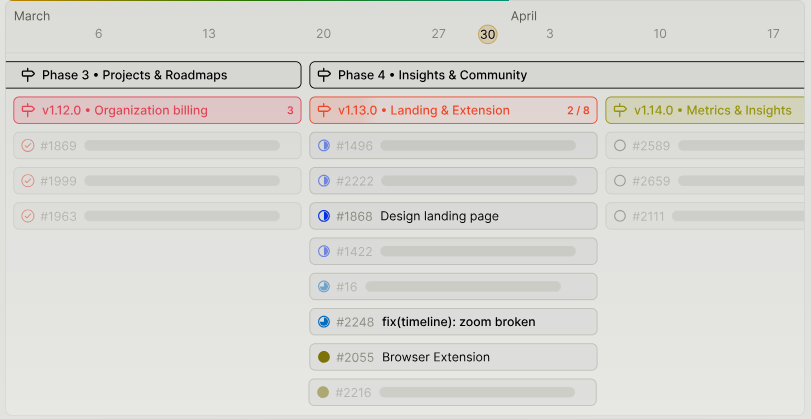 March April
6 13 20 27 30 3 10 17
Phase 3 • Projects & Roadmaps Phase 4 • Insights & Community
v1.12.0 • Organization billing 3 v1.13.0 • Landing & Extension 2 / 8 v1.14.0 • Metrics & Insights
#1869 #1496 #2589
#1999 #2222 #2659
#1963 #1868 Design landing page #2111
#1422
#16
#2248 fix(timeline): zoom broken
#2055 Browser Extension
#2216